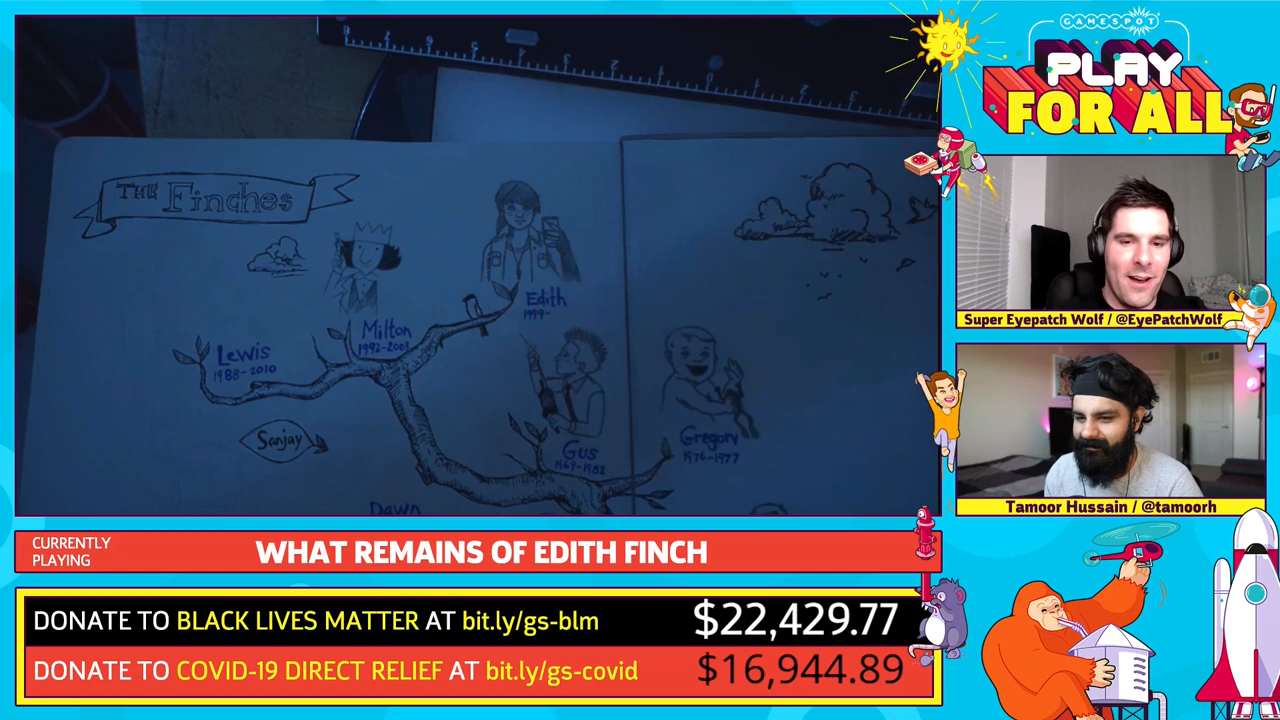 THE Finches
Edith
1999-
Milton
1992-2003
Lewis
1988-2010
Sanjay
Gus
1969-1982
Gregory
1976-1977
Dawn
GAMESPOT
PLAY
FOR ALL
Super Eyepatch Wolf / @EyePatchWolf
Tamoor Hussain / @tamoorh
CURRENTLY
PLAYING
WHAT REMAINS OF EDITH FINCH
DONATE TO BLACK LIVES MATTER AT bit.ly/gs-blm $22,429.77
DONATE TO COVID-19 DIRECT RELIEF AT bit.ly/gs-covid $16,944.89